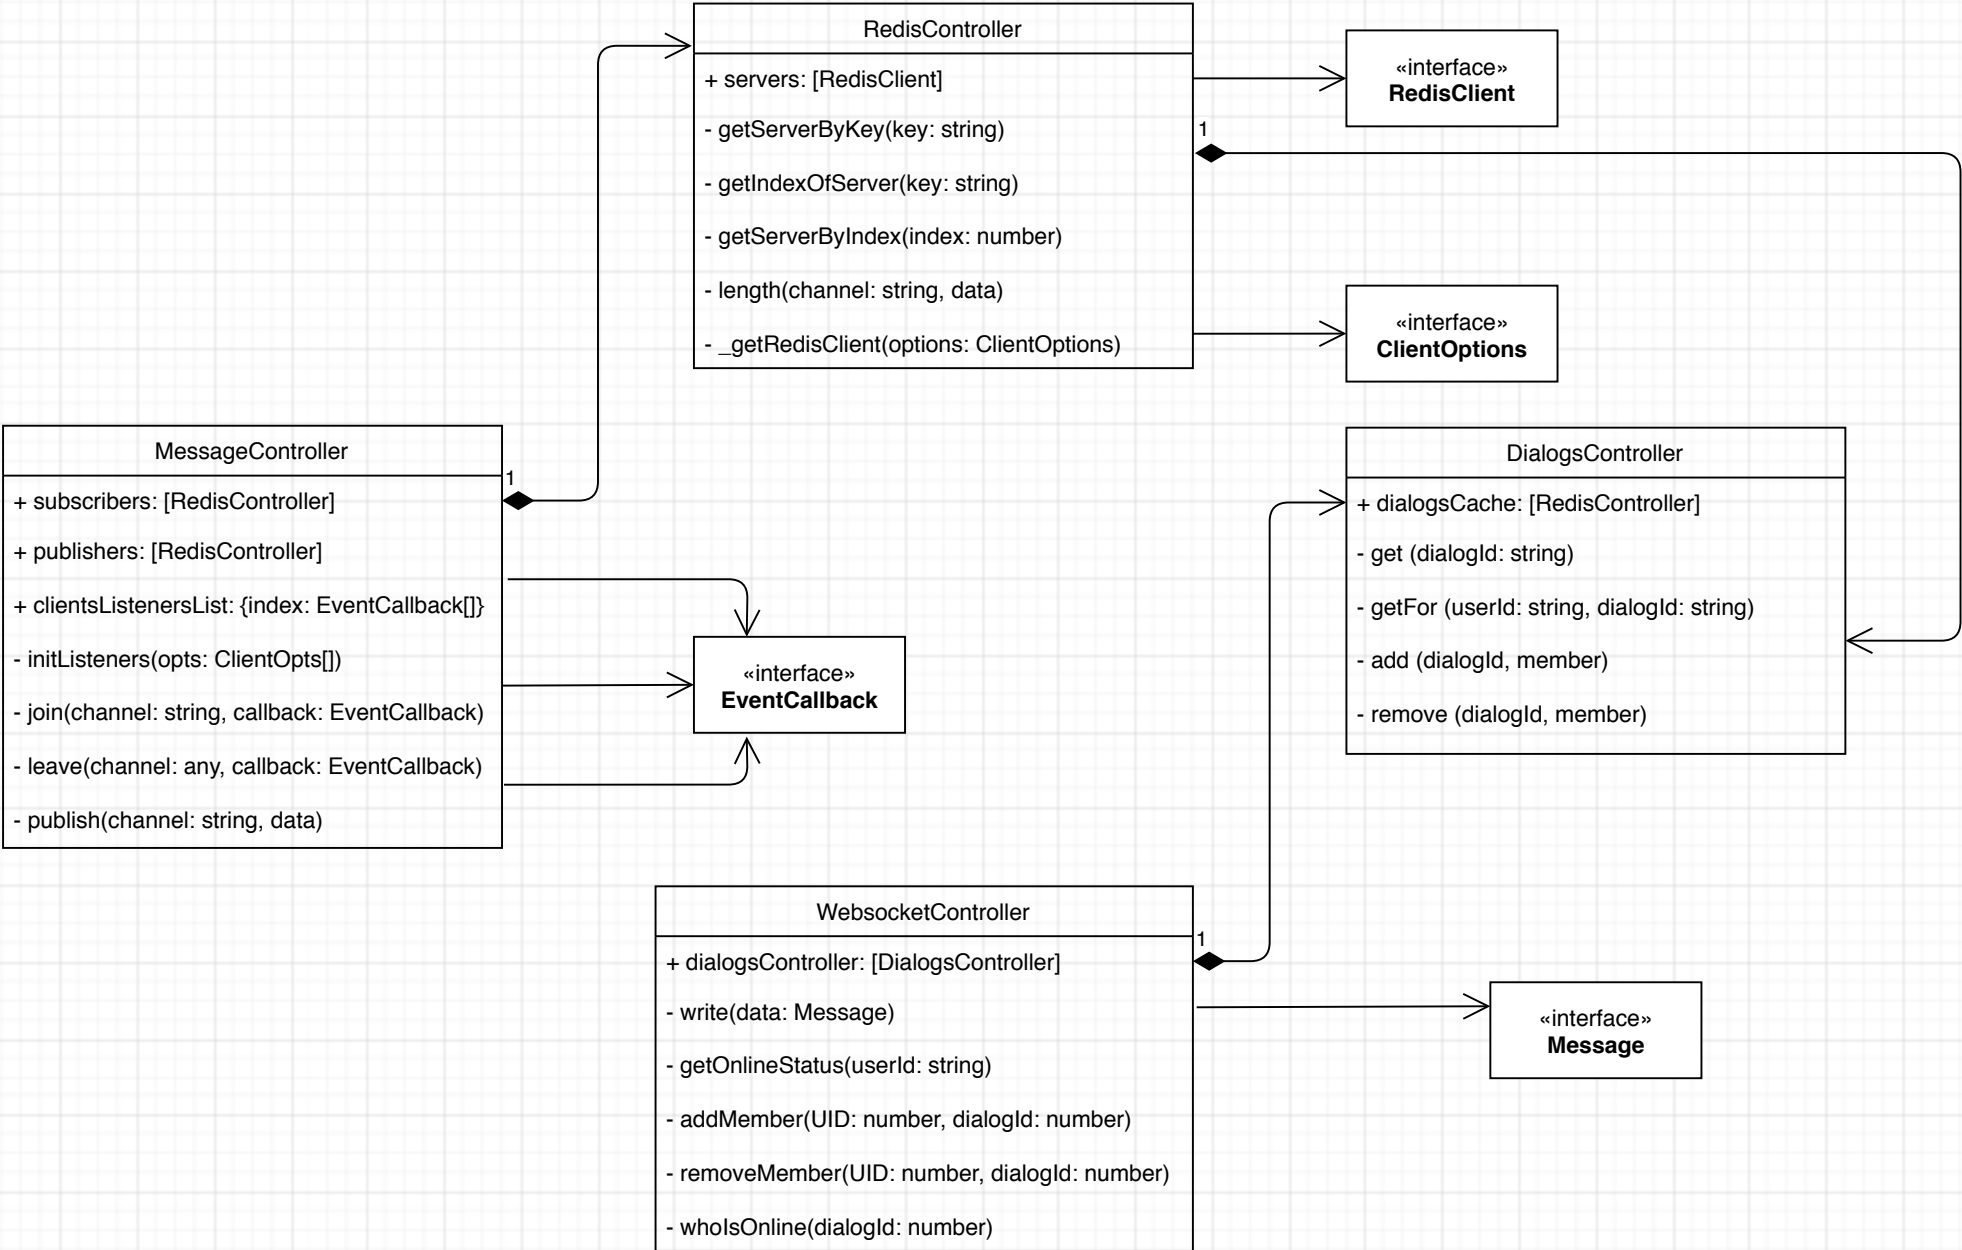 RedisController
+ servers: [RedisClient]
- getServerByKey(key: string)
- getIndexOfServer(key: string)
- getServerByIndex(index: number)
- length(channel: string, data)
- _getRedisClient(options: ClientOptions)
«interface»
RedisClient
1
«interface»
ClientOptions
MessageController
1
+ subscribers: [RedisController]
+ publishers: [RedisController]
+ clientsListenersList: {index: EventCallback[]}
- initListeners(opts: ClientOpts[])
- join(channel: string, callback: EventCallback)
- leave(channel: any, callback: EventCallback)
- publish(channel: string, data)
«interface»
EventCallback
DialogsController
+ dialogsCache: [RedisController]
- get (dialogId: string)
- getFor (userId: string, dialogId: string)
- add (dialogId, member)
- remove (dialogId, member)
WebsocketController
1
+ dialogsController: [DialogsController]
- write(data: Message)
- getOnlineStatus(userId: string)
- addMember(UID: number, dialogId: number)
- removeMember(UID: number, dialogId: number)
- whoIsOnline(dialogId: number)
«interface»
Message